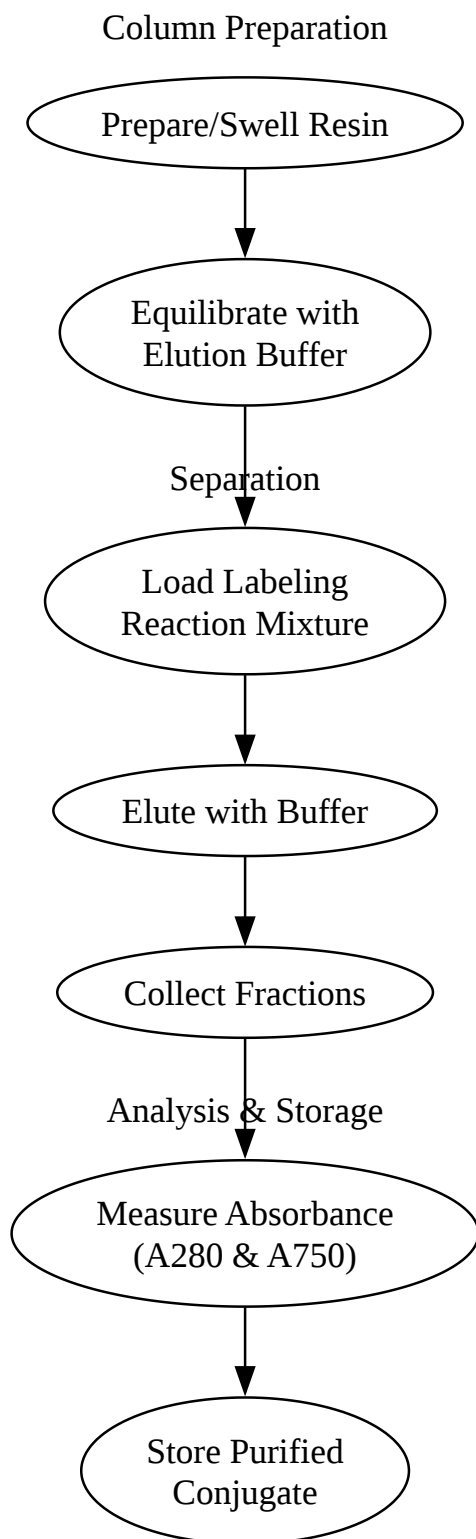 Column Preparation
Prepare/Swell Resin
Equilibrate with
Elution Buffer
Separation
Load Labeling
Reaction Mixture
Elute with Buffer
Collect Fractions
Analysis & Storage
Measure Absorbance
(A280 & A750)
Store Purified
Conjugate